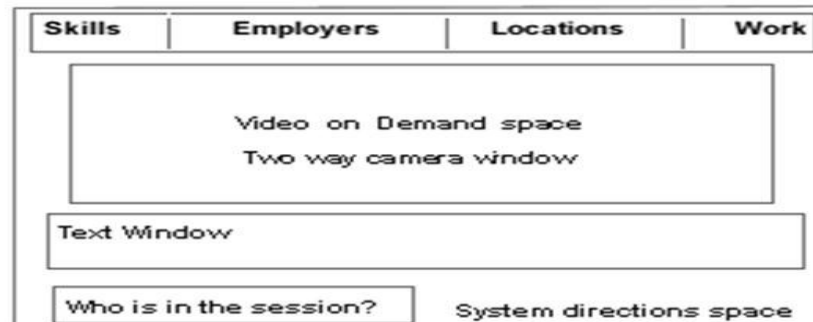 Skills | Employers | Locations | Work
Video on Demand space
Two way camera window
Text Window
Who is in the session? System directions space